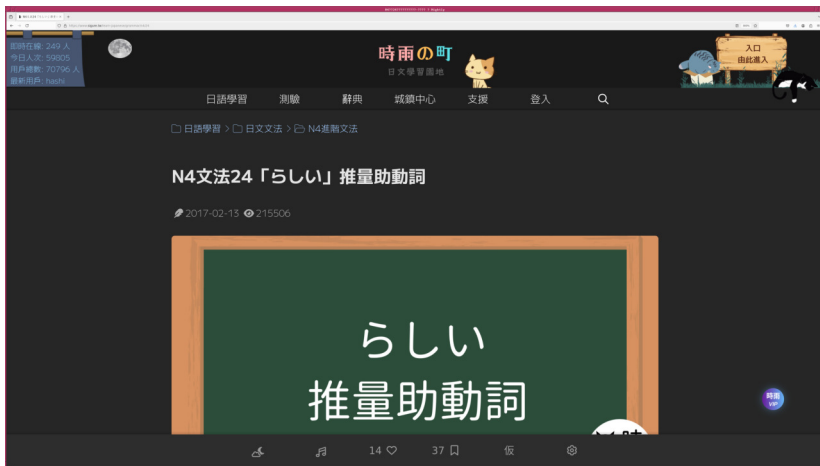 即時在線: 249 人
今日人次: 59805
用戶總數: 70796 人
最新用戶: hashi
時雨の町
日文學習園地
入口
由此進入
日語學習 測驗 辭典 城鎮中心 支援 登入
日語學習 > 日文文法 > N4進階文法
N4文法24「らしい」推量助動詞
2017-02-13 215506
らしい
推量助動詞
時雨
VIP
14 37 仮